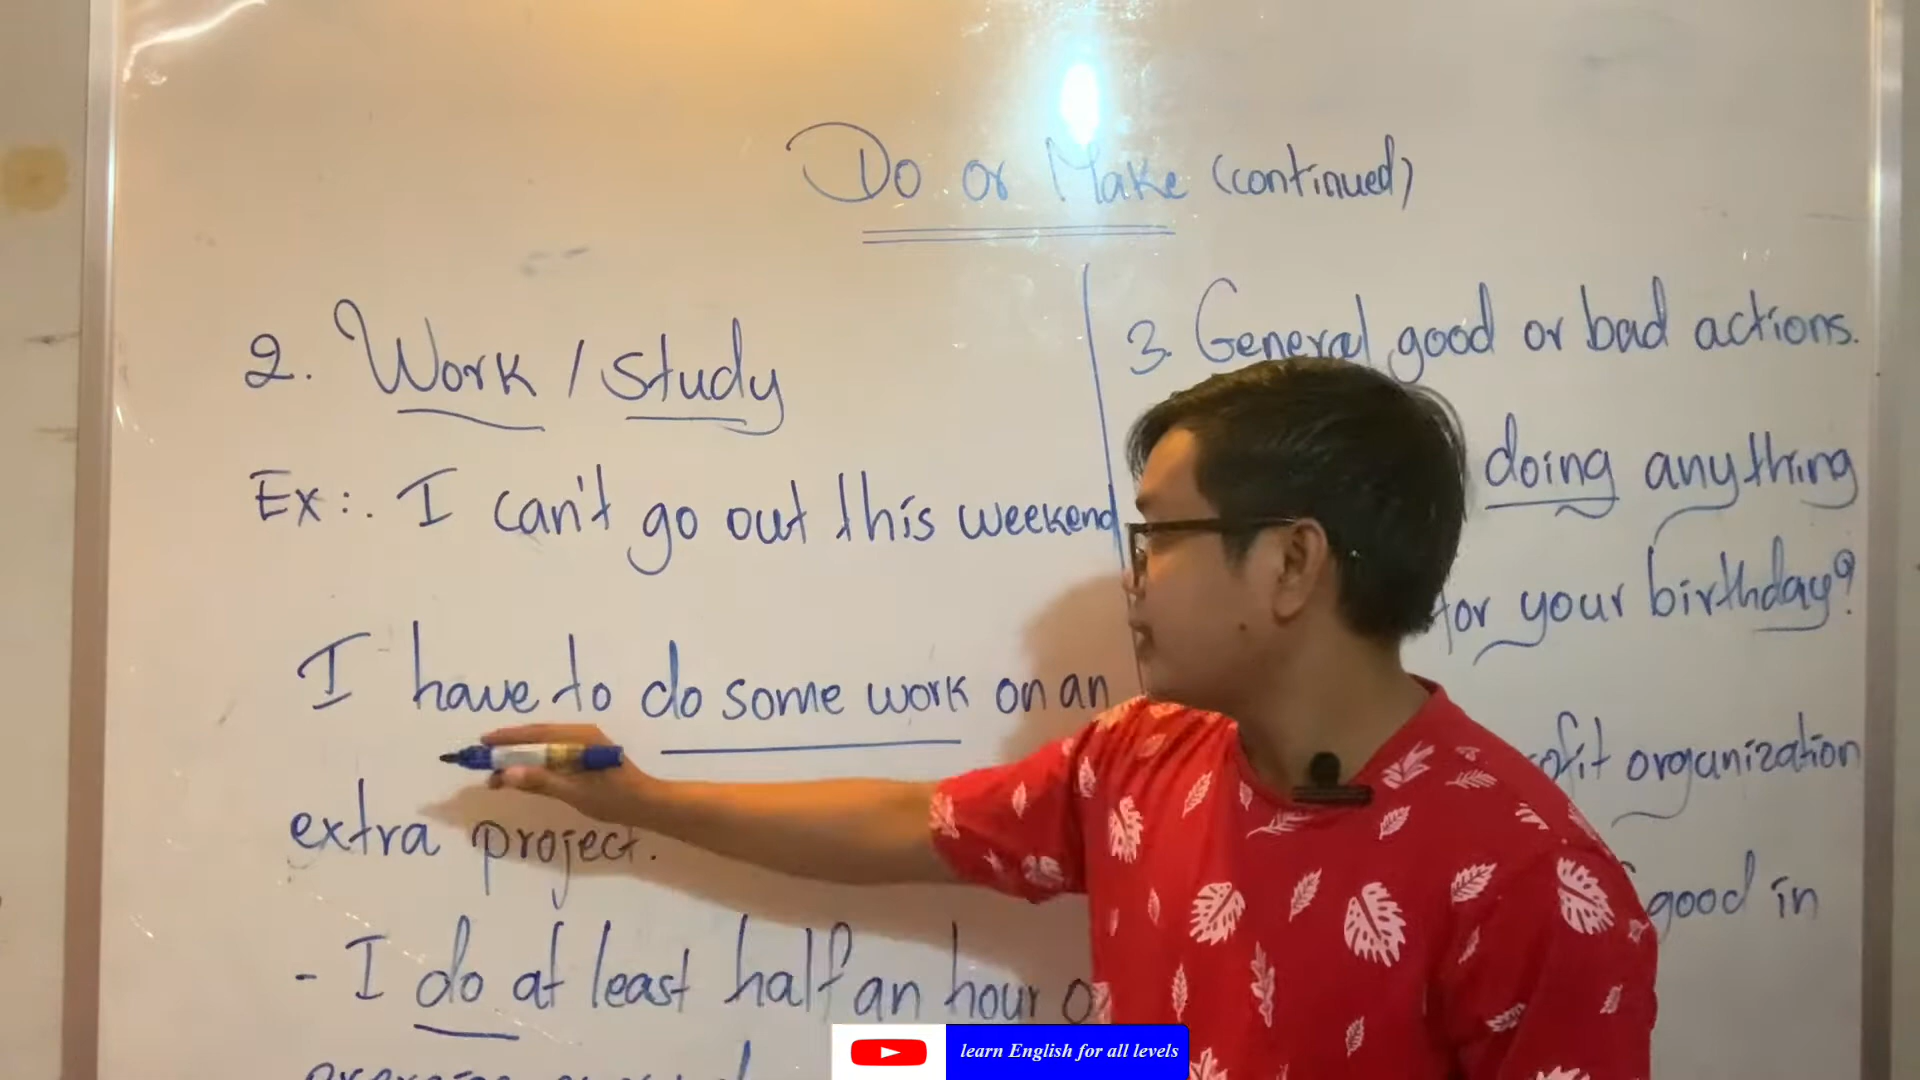 Do or Make (continued)
2. Work / Study
Ex:. I can't go out this weekend
I have to do some work on an
extra project.
- I do at least half an hour
3. General good or bad actions.
doing anything
for your birthday?
organization
good in
learn English for all levels